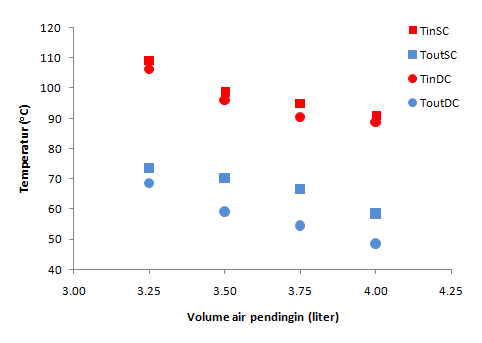 120
110
100
90
80
70
60
50
40
Temperatur (°C)
3.00 3.25 3.50 3.75 4.00 4.25
Volume air pendingin (liter)
TinSC
ToutSC
TinDC
ToutDC